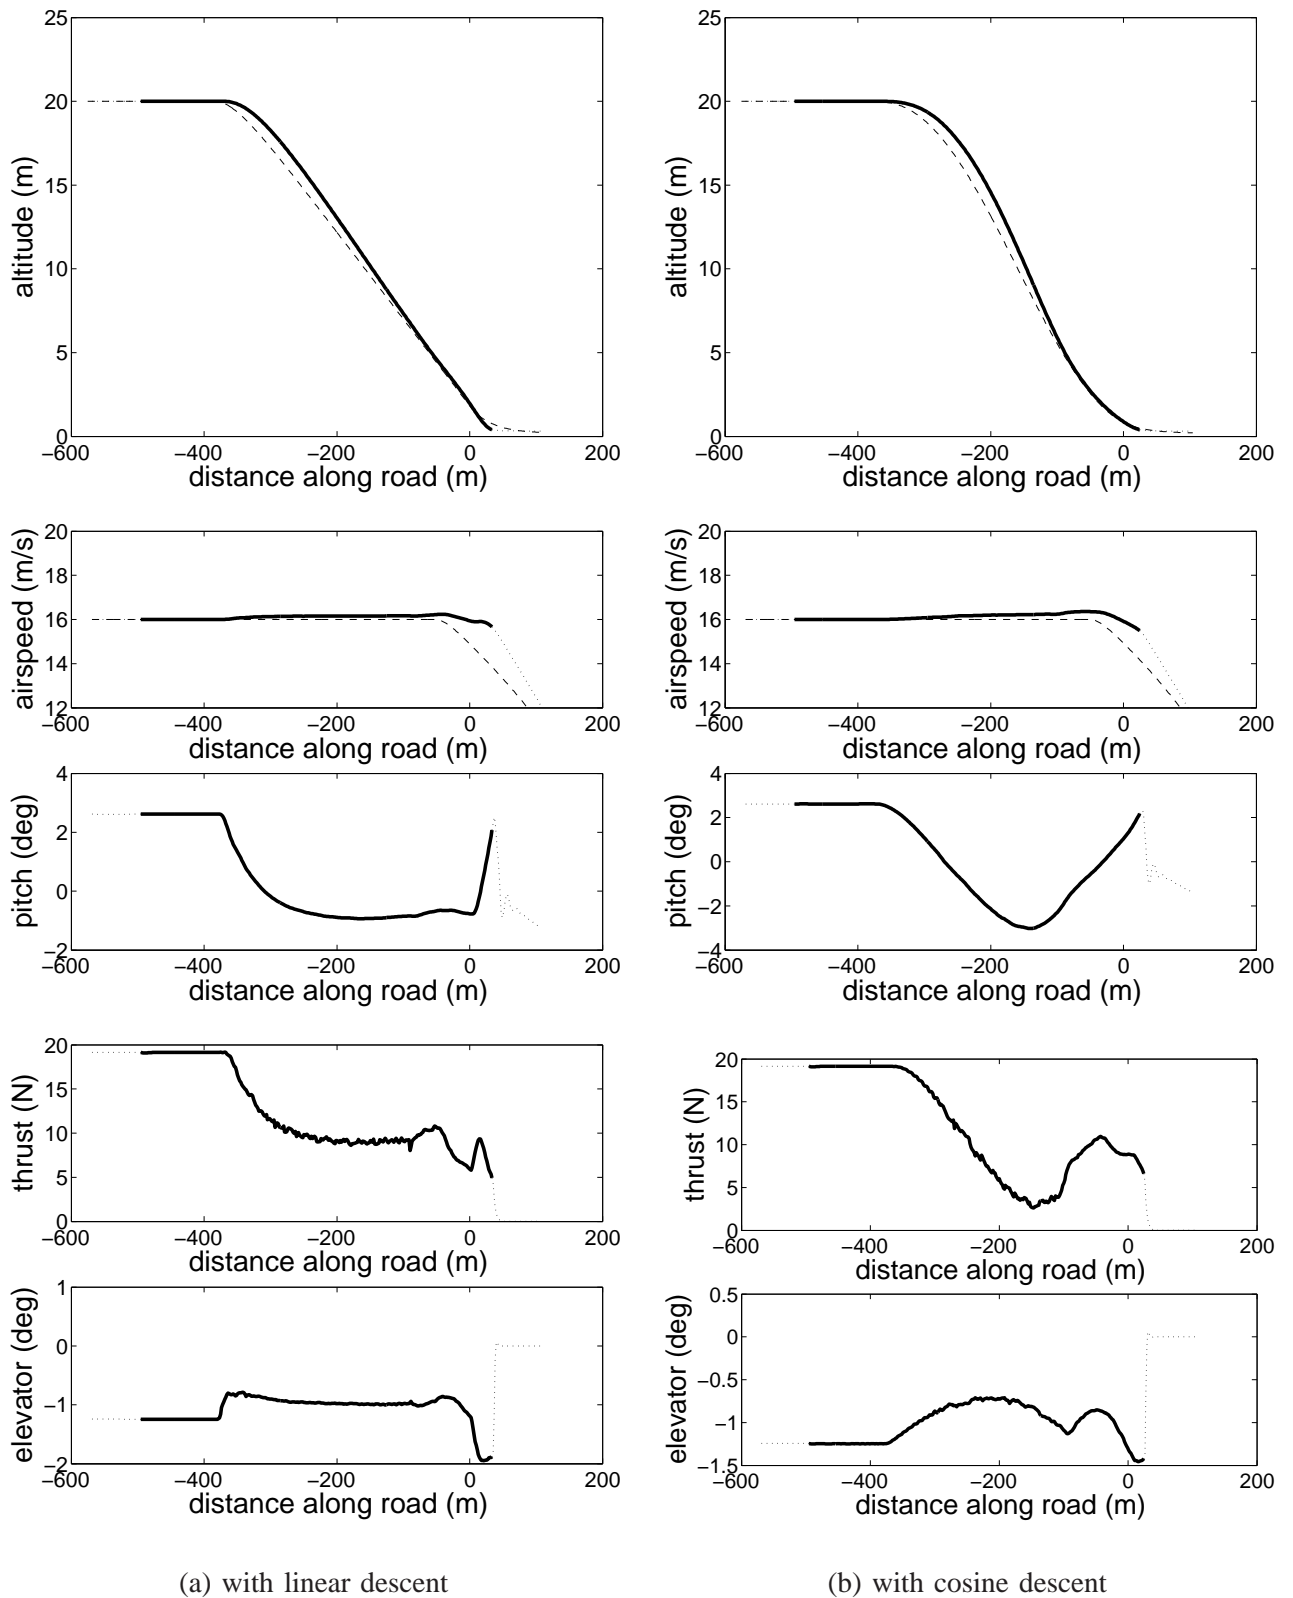 25
20
15
10
5
0
−600 −400 −200 0 200
altitude (m)
distance along road (m)
20
18
16
14
12
−600 −400 −200 0 200
airspeed (m/s)
distance along road (m)
4
2
0
−2
−600 −400 −200 0 200
pitch (deg)
distance along road (m)
20
15
10
5
0
−600 −400 −200 0 200
thrust (N)
distance along road (m)
1
0
−1
−2
−600 −400 −200 0 200
elevator (deg)
distance along road (m)
(a) with linear descent
25
20
15
10
5
0
−600 −400 −200 0 200
altitude (m)
distance along road (m)
20
18
16
14
12
−600 −400 −200 0 200
airspeed (m/s)
distance along road (m)
4
2
0
−2
−4
−600 −400 −200 0 200
pitch (deg)
distance along road (m)
20
15
10
5
0
−600 −400 −200 0 200
thrust (N)
distance along road (m)
0.5
0
−0.5
−1
−1.5
−600 −400 −200 0 200
elevator (deg)
distance along road (m)
(b) with cosine descent